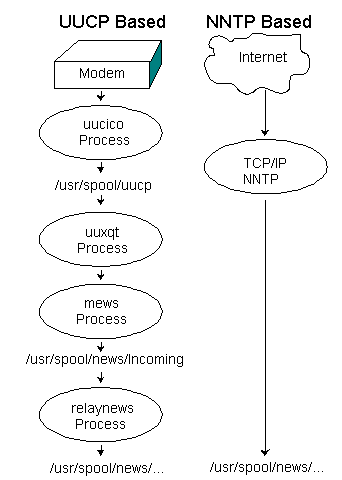 UUCP Based
Modem
uucico
Process
/usr/spool/uucp
uuxqt
Process
mews
Process
/usr/spool/news/Incoming
relaynews
Process
/usr/spool/news/...
NNTP Based
Internet
TCP/IP
NNTP
/usr/spool/news/...